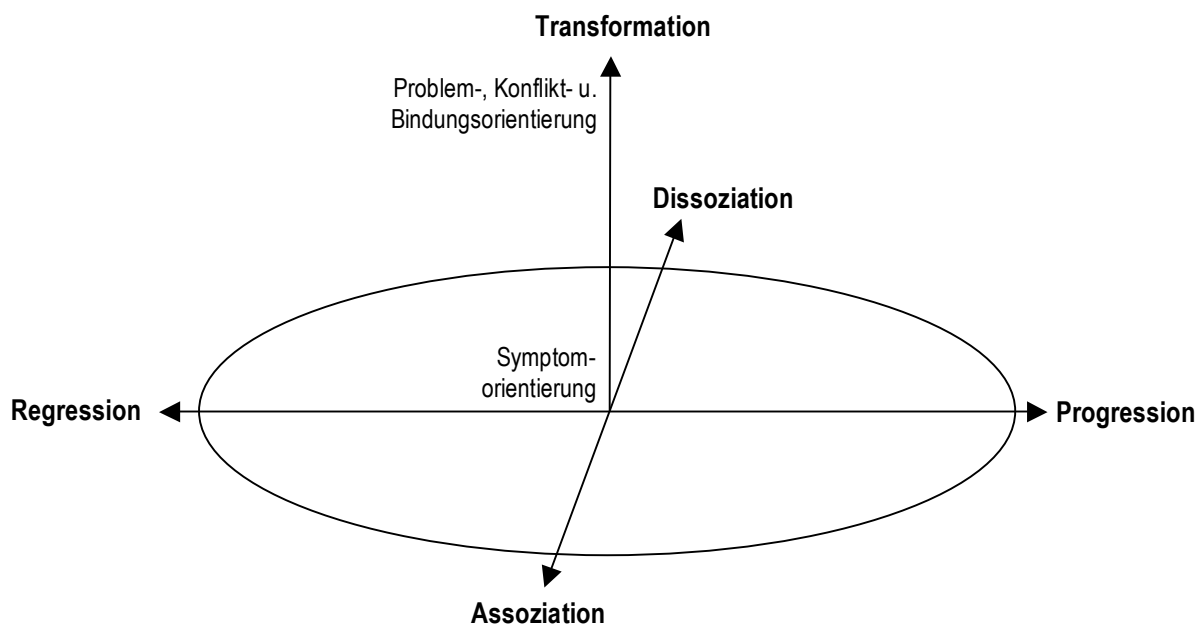 Transformation
Problem-, Konflikt- u.
Bindungsorientierung
Dissoziation
Symptom-
orientierung
Regression
Progression
Assoziation